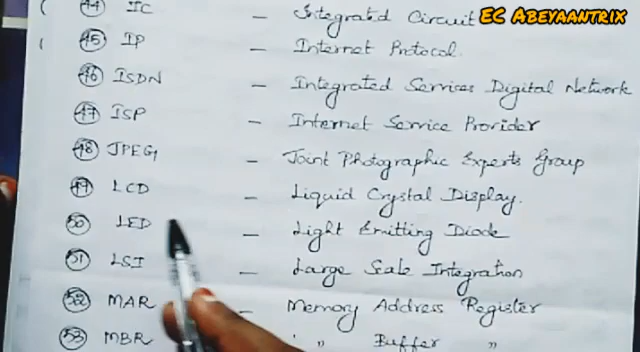 EC ABEYAANTRIX
44 IC – Integrated Circuit
45 IP – Internet Protocol.
46 ISDN – Integrated Services Digital Network
47 ISP – Internet Service Provider
48 JPEG – Joint Photographic Experts Group
49 LCD – Liquid Crystal Display.
50 LED – Light Emitting Diode
51 LSI – Large Scale Integration
52 MAR – Memory Address Register
53 MBR – " Buffer "